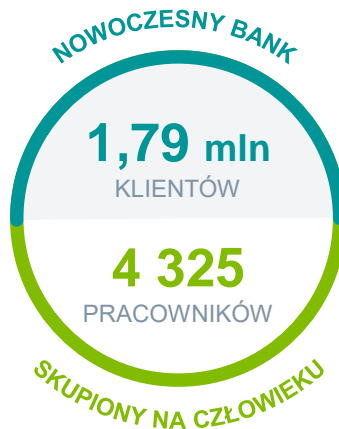 NOWOCZESNY BANK
1,79 mln
KLIENTÓW
4 325
PRACOWNIKÓW
SKUPIONY NA CZŁOWIEKU